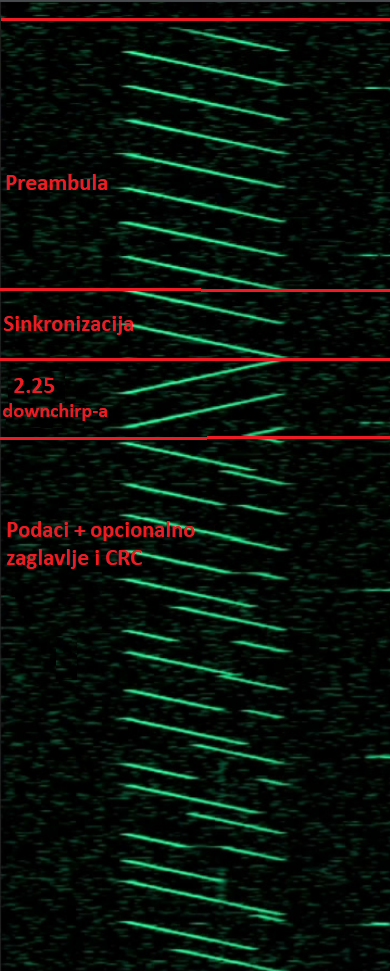 Preambula
Sinkronizacija
2.25
downchirp-a
Podaci + opcionalno
zaglavlje i CRC